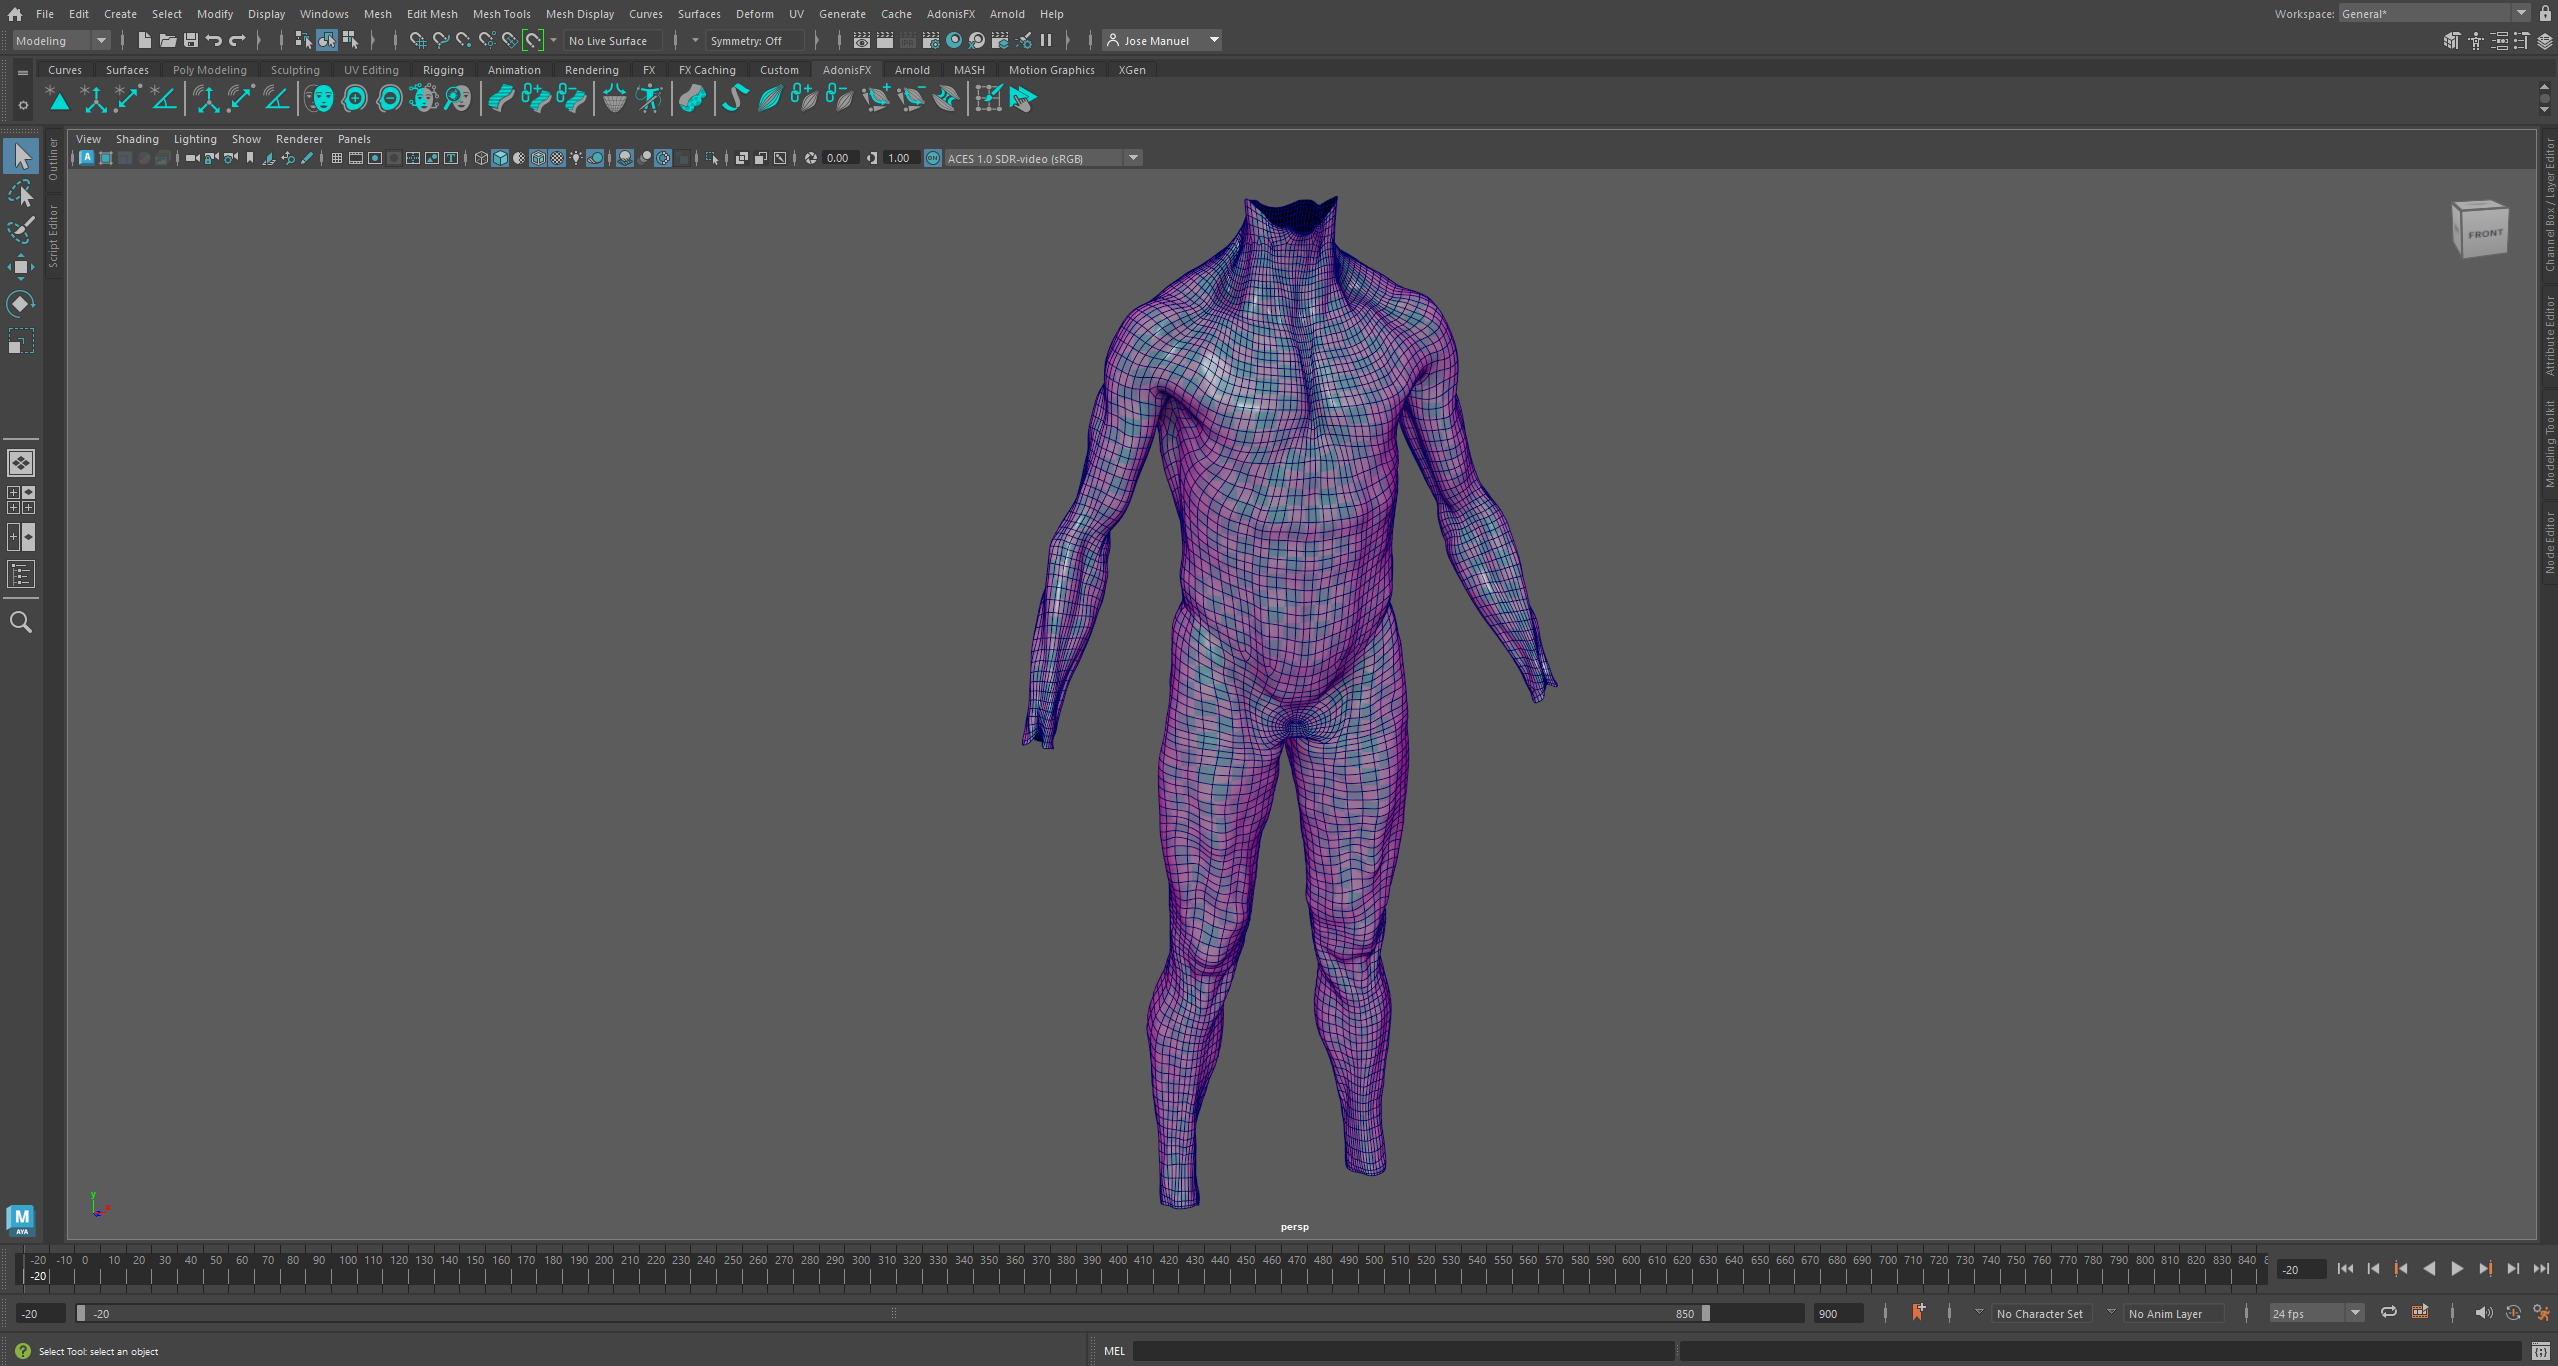 File Edit Create Select Modify Display Windows Mesh Edit Mesh Mesh Tools Mesh Display Curves Surfaces Deform UV Generate Cache AdonisFX Arnold Help Workspace: General*
Modeling No Live Surface Symmetry: Off Jose Manuel
Curves Surfaces Poly Modeling Sculpting UV Editing Rigging Animation Rendering FX FX Caching Custom AdonisFX Arnold MASH Motion Graphics XGen
View Shading Lighting Show Renderer Panels
0.00 1.00 ON ACES 1.0 SDR-video (sRGB)
Outliner
Script Editor
FRONT
Channel Box / Layer Editor
Attribute Editor
Modeling Toolkit
Node Editor
y
M
AYA
persp
-20 -10 0 10 20 30 40 50 60 70 80 90 100 110 120 130 140 150 160 170 180 190 200 210 220 230 240 250 260 270 280 290 300 310 320 330 340 350 360 370 380 390 400 410 420 430 440 450 460 470 480 490 500 510 520 530 540 550 560 570 580 590 600 610 620 630 640 650 660 670 680 690 700 710 720 730 740 750 760 770 780 790 800 810 820 830 840
-20 -20
-20 -20 850 900 No Character Set No Anim Layer 24 fps
Select Tool: select an object MEL